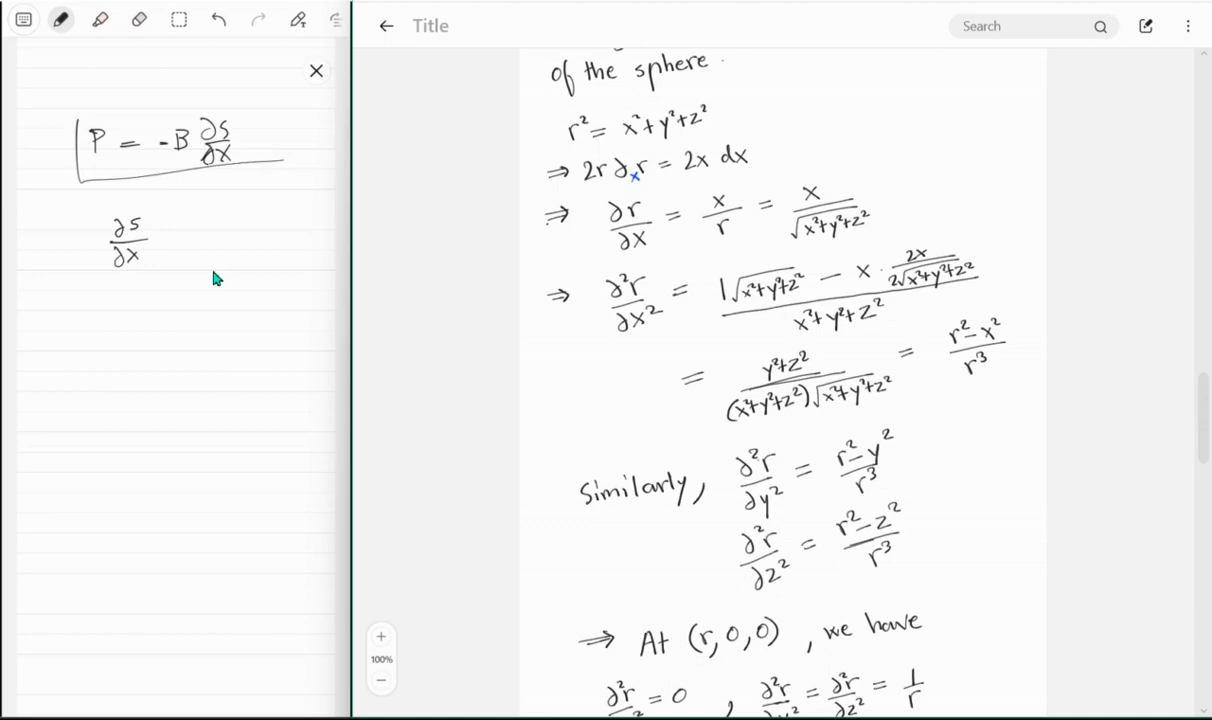 Title
Search
P = -B ∂s/∂x
∂s/∂x
of the sphere.
r² = x²+y²+z²
⇒ 2r ∂ₓr = 2x dx
⇒ ∂r/∂x = x/r = x/√(x²+y²+z²)
⇒ ∂²r/∂x² = (1√(x²+y²+z²) − x · 2x/(2√(x²+y²+z²)))/(x²+y²+z²)
= (y²+z²)/((x²+y²+z²)√(x²+y²+z²)) = (r²−x²)/r³
Similarly, ∂²r/∂y² = (r²−y²)/r³
∂²r/∂z² = (r²−z²)/r³
⇒ At (r,0,0), we have
∂²r/ ² = 0 , ∂²r/∂y² = ∂²r/∂z² = 1/r
100%